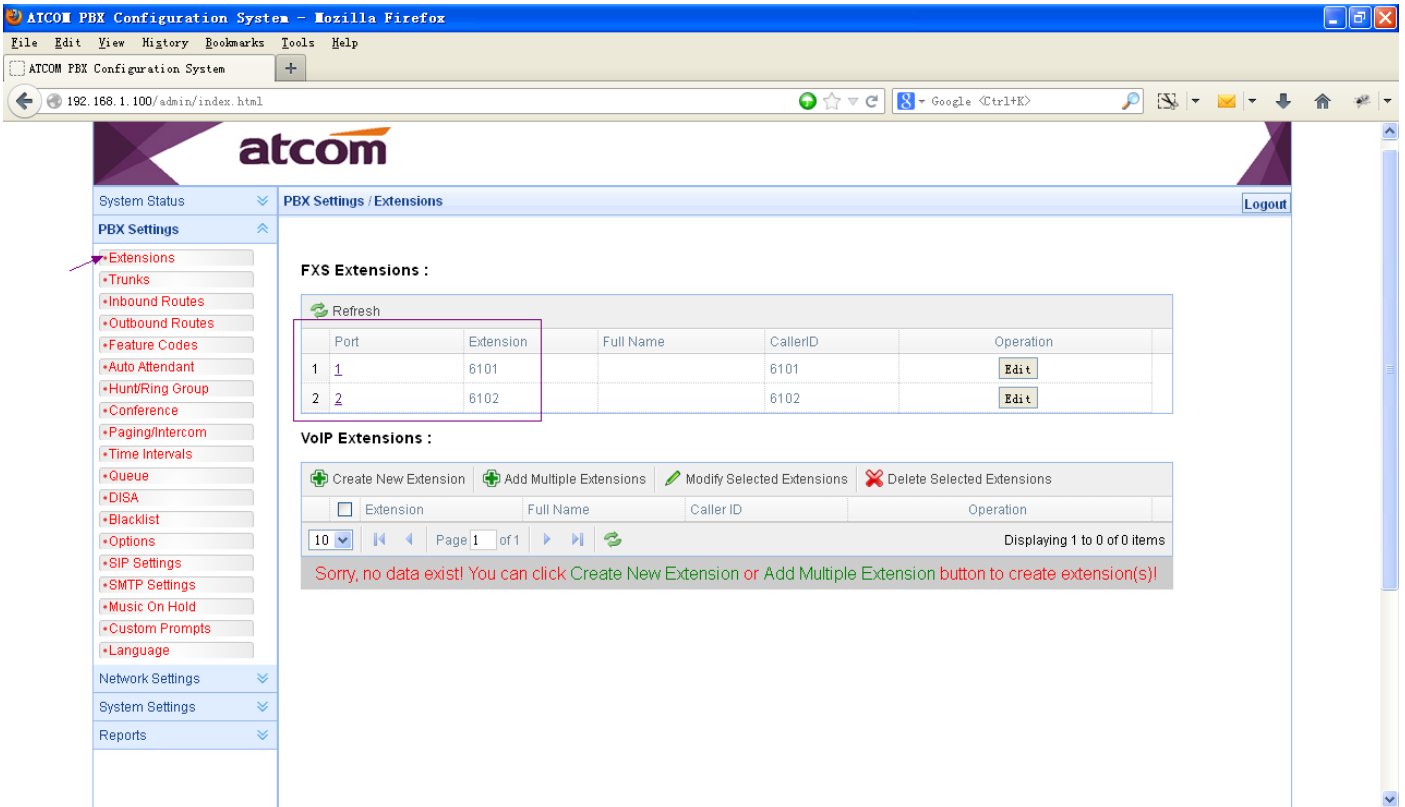 ATCOM PBX Configuration System - Mozilla Firefox
File Edit View History Bookmarks Tools Help
ATCOM PBX Configuration System +
192.168.1.100/admin/index.html
8 - Google <Ctrl+K>
atcom
System Status
PBX Settings / Extensions
Logout
PBX Settings
•Extensions
•Trunks
•Inbound Routes
•Outbound Routes
•Feature Codes
•Auto Attendant
•Hunt/Ring Group
•Conference
•Paging/Intercom
•Time Intervals
•Queue
•DISA
•Blacklist
•Options
•SIP Settings
•SMTP Settings
•Music On Hold
•Custom Prompts
•Language
Network Settings
System Settings
Reports
FXS Extensions :
Refresh
Port Extension Full Name CallerID Operation
1 1 6101 6101 Edit
2 2 6102 6102 Edit
VoIP Extensions :
Create New Extension Add Multiple Extensions Modify Selected Extensions Delete Selected Extensions
Extension Full Name Caller ID Operation
10 Page 1 of 1 Displaying 1 to 0 of 0 items
Sorry, no data exist! You can click Create New Extension or Add Multiple Extension button to create extension(s)!